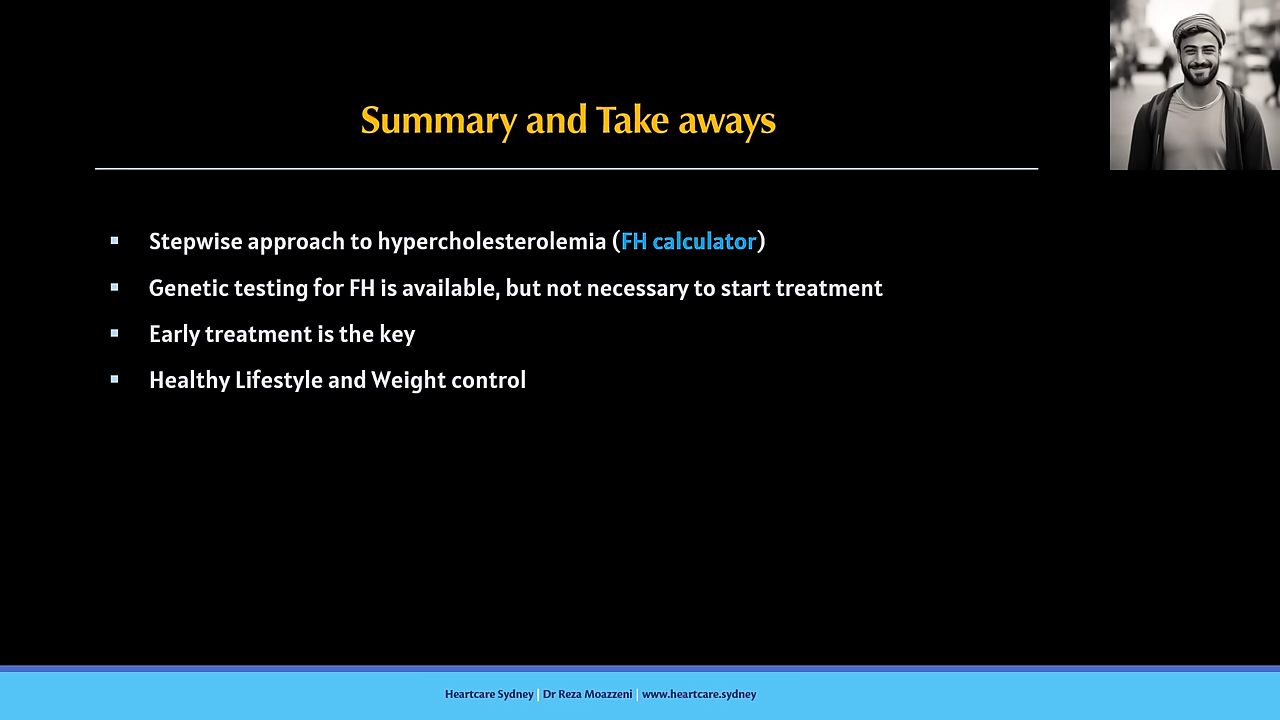 Summary and Take aways
Stepwise approach to hypercholesterolemia (FH calculator)
Genetic testing for FH is available, but not necessary to start treatment
Early treatment is the key
Healthy Lifestyle and Weight control
Heartcare Sydney | Dr Reza Moazzeni | www.heartcare.sydney